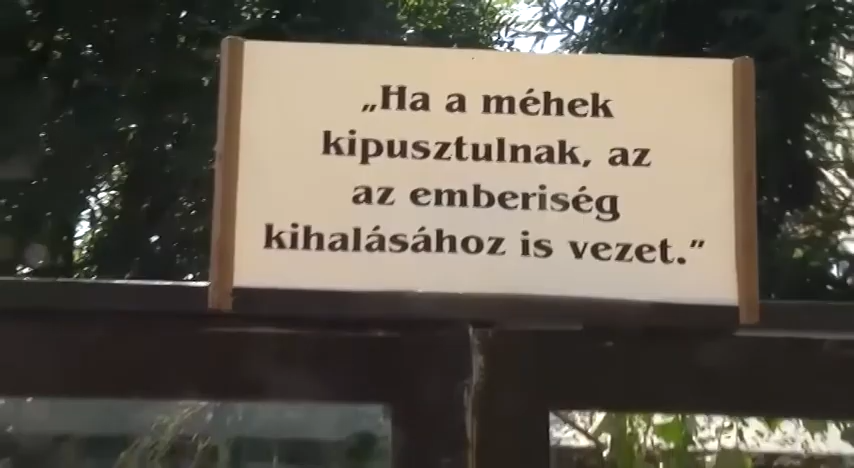 „Ha a méhek
kipusztulnak, az
az emberiség
kihalásához is vezet.”